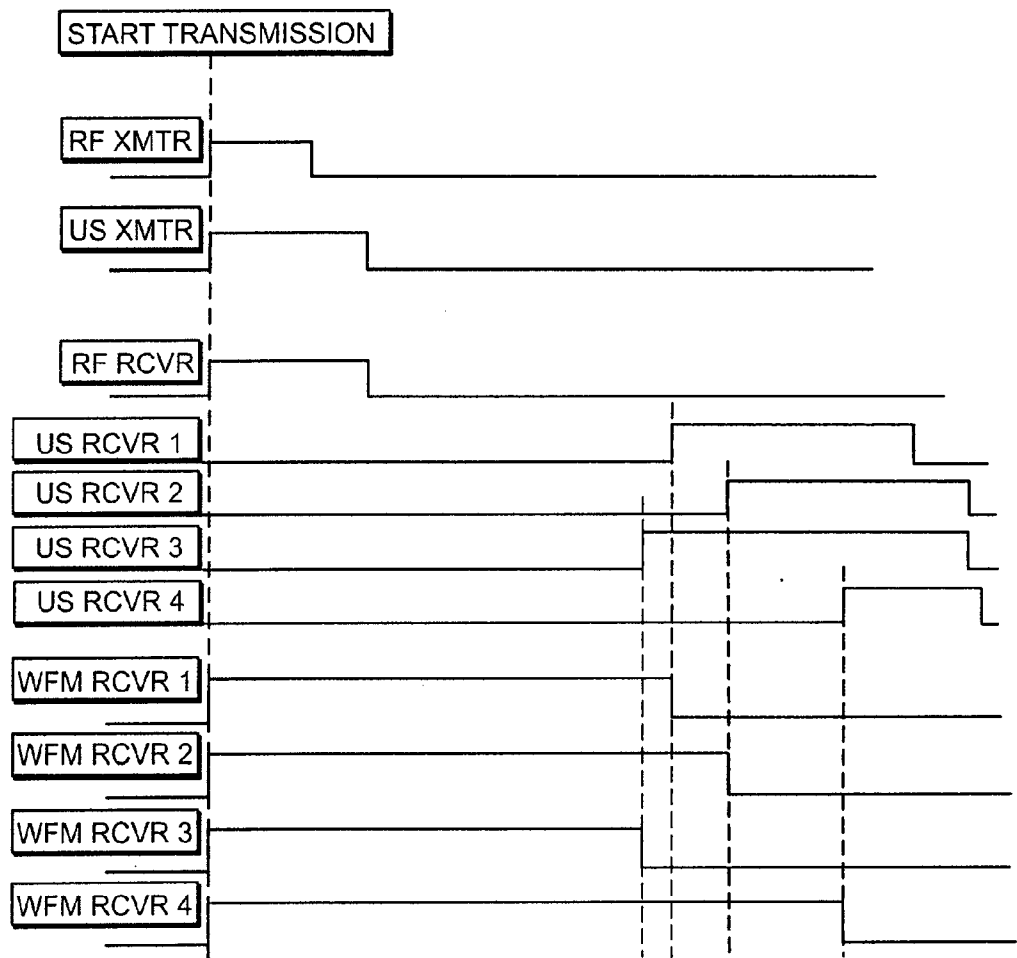 START TRANSMISSION
RF XMTR
US XMTR
RF RCVR
US RCVR 1
US RCVR 2
US RCVR 3
US RCVR 4
WFM RCVR 1
WFM RCVR 2
WFM RCVR 3
WFM RCVR 4